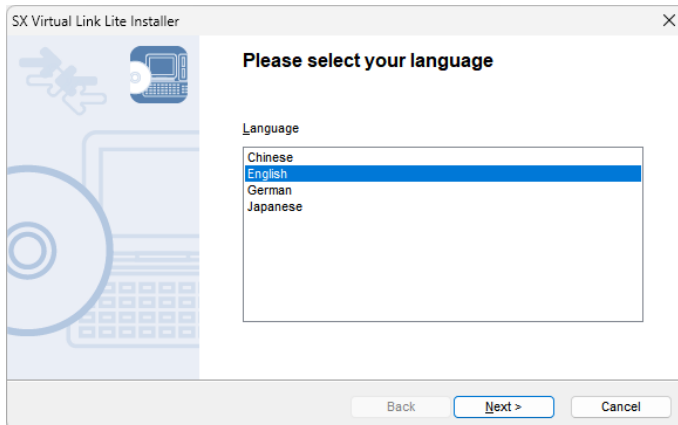 SX Virtual Link Lite Installer
Please select your language
Language
Chinese
English
German
Japanese
Back
Next >
Cancel